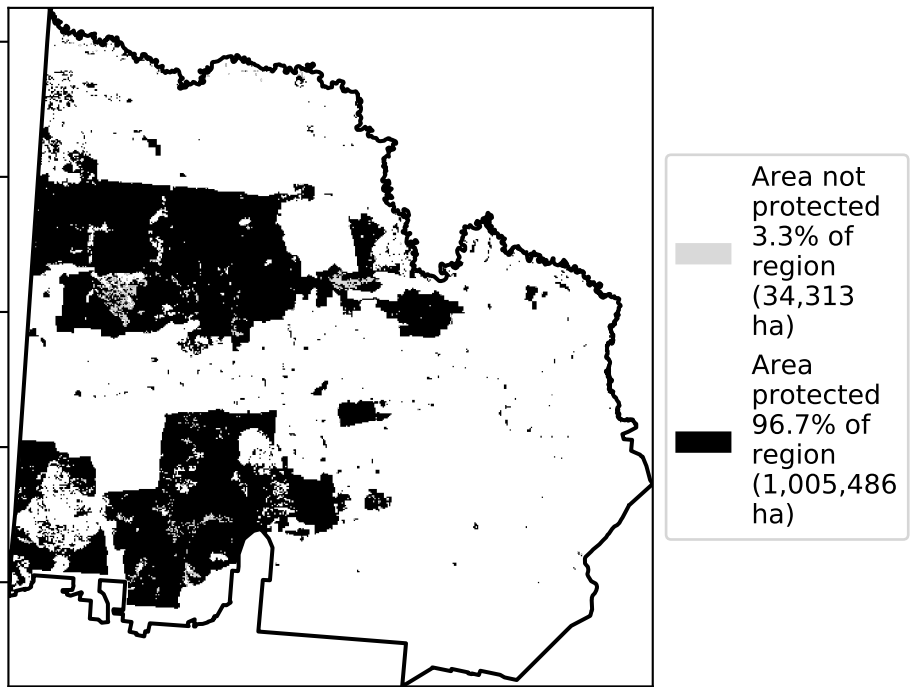 Area not
protected
3.3% of
region
(34,313
ha)
Area
protected
96.7% of
region
(1,005,486
ha)